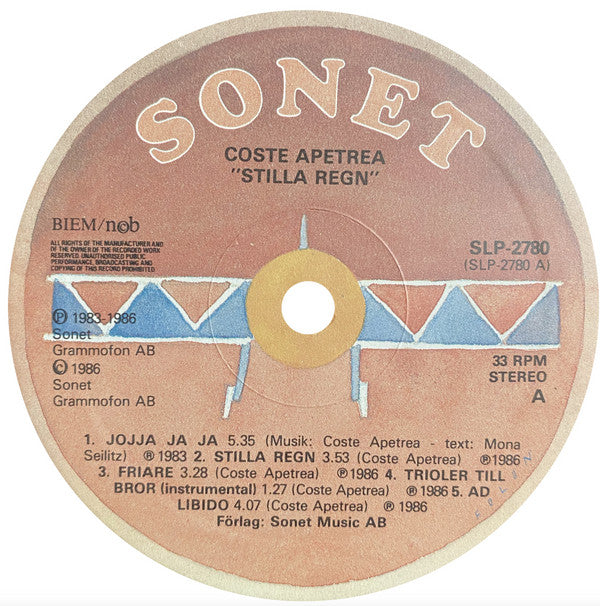 SONET
COSTE APETREA
"STILLA REGN"
BIEM/ncb
ALL RIGHTS OF THE MANUFACTURER AND
OF THE OWNER OF THE RECORDED WORK
RESERVED. UNAUTHORISED PUBLIC
PERFORMANCE, BROADCASTING AND
COPYING OF THIS RECORD PROHIBITED
SLP-2780
(SLP-2780 A)
℗ 1983-1986
Sonet
Grammofon AB
© 1986
Sonet
Grammofon AB
33 RPM
STEREO
A
1. JOJJA JA JA 5.35 (Musik: Coste Apetrea - text: Mona
Seilitz) ℗ 1983 2. STILLA REGN 3.53 (Coste Apetrea) ℗1986
3. FRIARE 3.28 (Coste Apetrea) ℗1986 4. TRIOLER TILL
BROR (instrumental) 1.27 (Coste Apetrea) ℗ 1986 5. AD
LIBIDO 4.07 (Coste Apetrea) ℗ 1986
Förlag: Sonet Music AB
FOLON